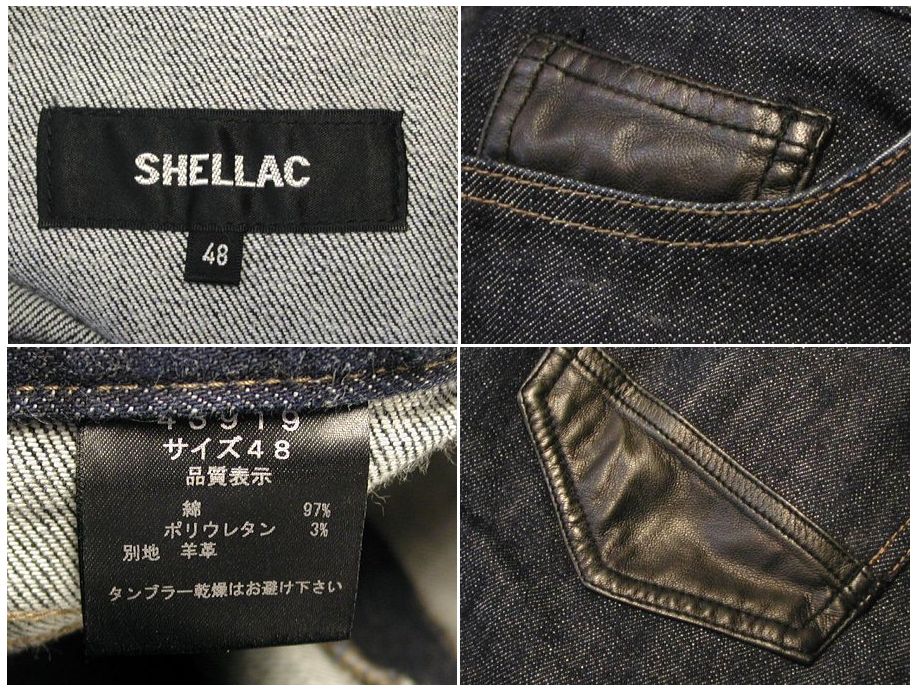 SHELLAC
48
43919
サイズ48
品質表示
綿 97%
ポリウレタン 3%
別地 羊革
タンブラー乾燥はお避け下さい